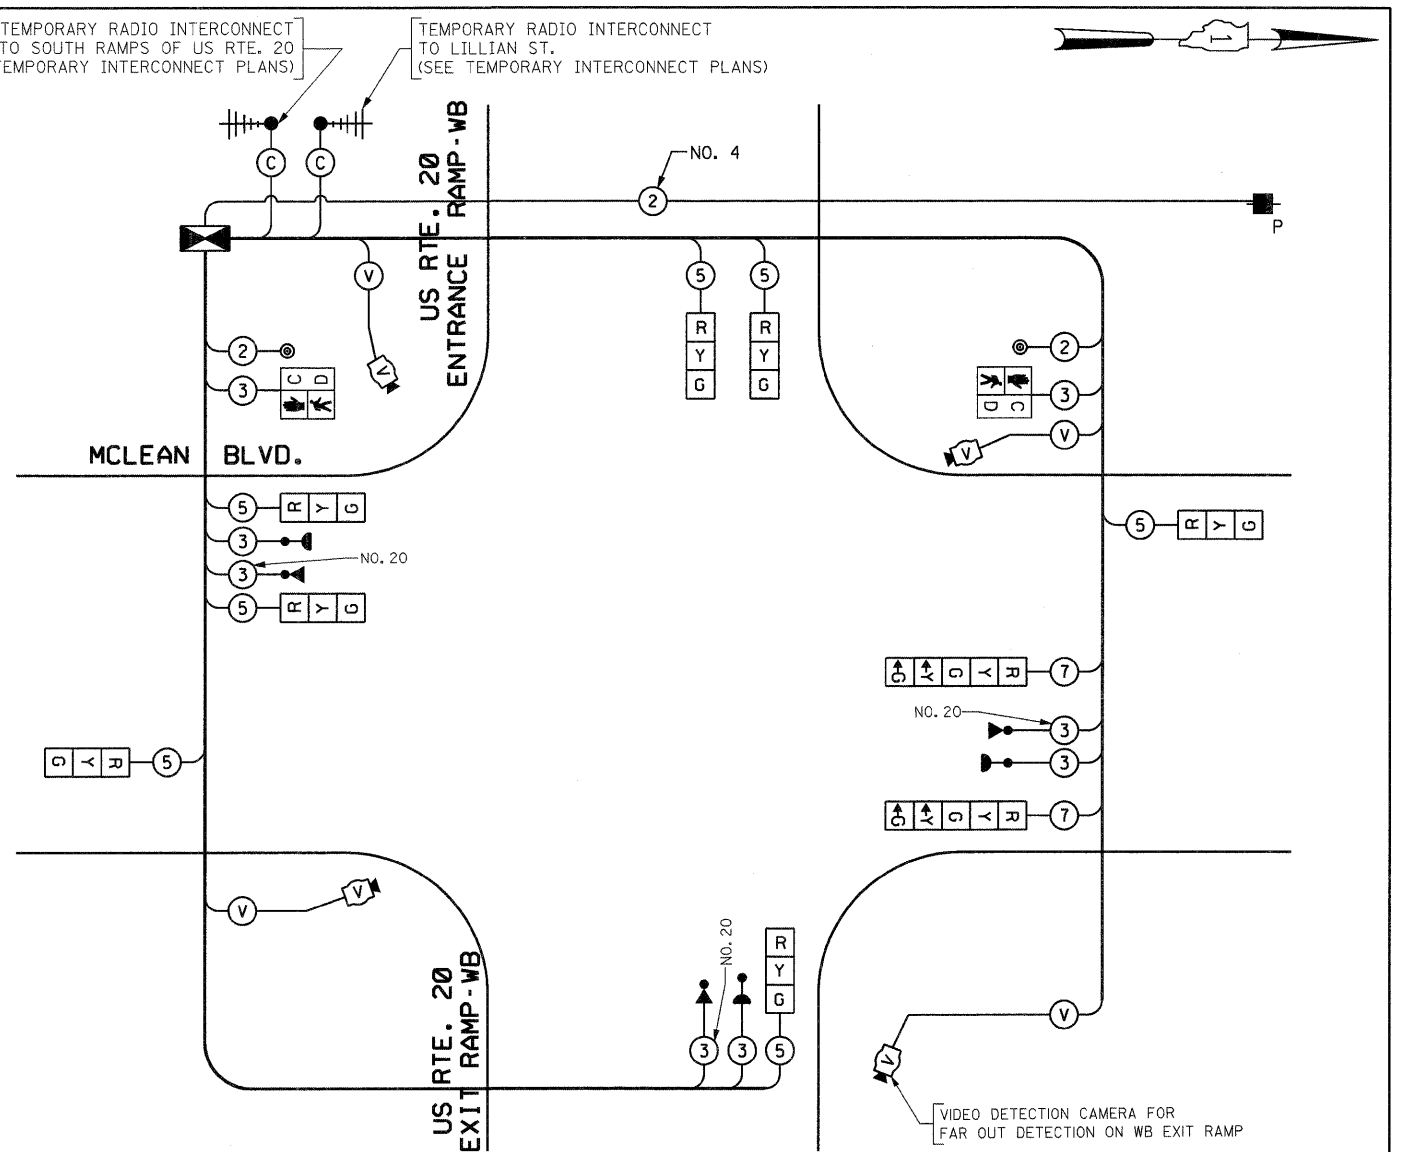 TEMPORARY RADIO INTERCONNECT
TO SOUTH RAMPS OF US RTE. 20
TEMPORARY INTERCONNECT PLANS)
TEMPORARY RADIO INTERCONNECT
TO LILLIAN ST.
(SEE TEMPORARY INTERCONNECT PLANS)
1
C
C
US RTE. 20
ENTRANCE RAMP-WB
NO. 4
2
P
V
5
5
R
Y
G
R
Y
G
2
3
C D
V
2
3
C D
V
V
MCLEAN BLVD.
5 R Y G
3
3
NO. 20
5 R Y G
5 R Y G
G Y G Y R 7
NO. 20
3
3
G Y G Y R 7
G Y R 5
V
V
US RTE. 20
EXIT RAMP-WB
NO. 20
R
Y
G
3
3
5
V
V
VIDEO DETECTION CAMERA FOR
FAR OUT DETECTION ON WB EXIT RAMP